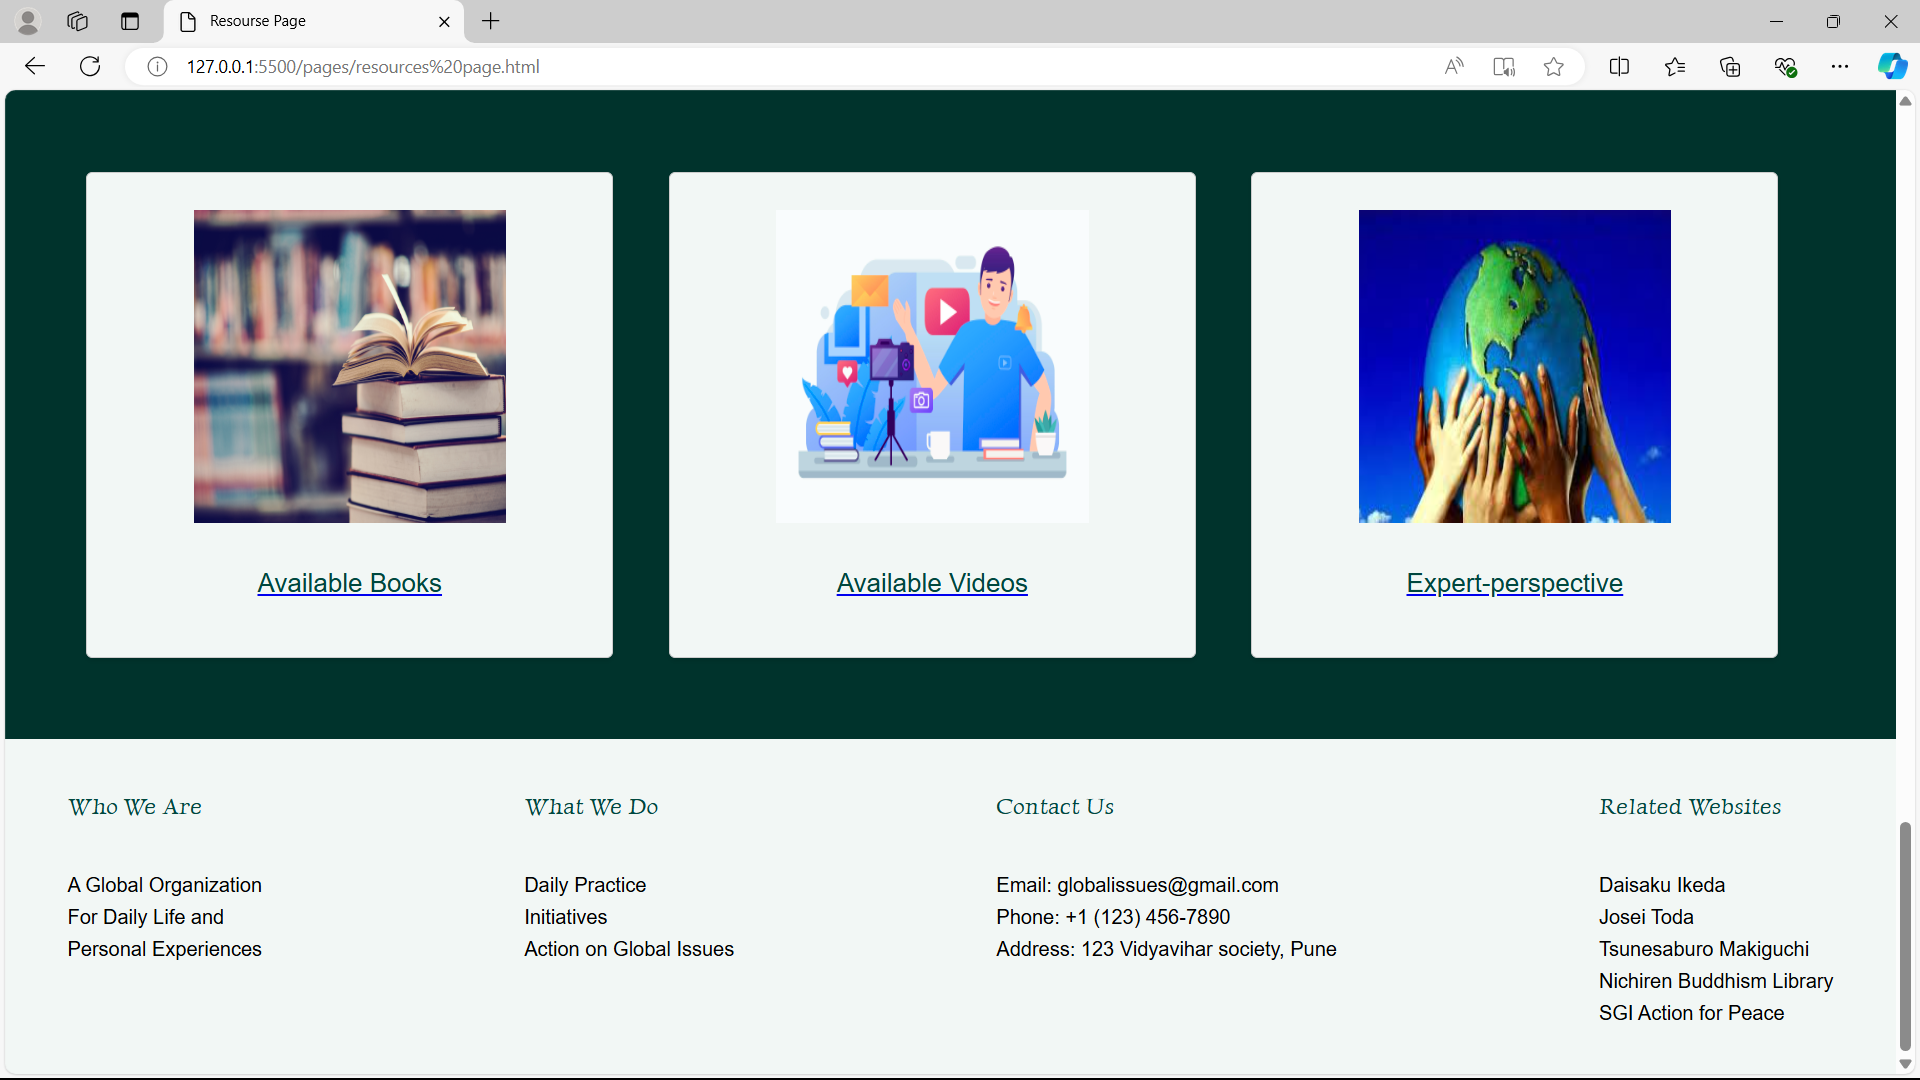 Resourse Page
127.0.0.1:5500/pages/resources%20page.html
Available Books
Available Videos
Expert-perspective
Who We Are
A Global Organization
For Daily Life and
Personal Experiences
What We Do
Daily Practice
Initiatives
Action on Global Issues
Contact Us
Email: globalissues@gmail.com
Phone: +1 (123) 456-7890
Address: 123 Vidyavihar society, Pune
Related Websites
Daisaku Ikeda
Josei Toda
Tsunesaburo Makiguchi
Nichiren Buddhism Library
SGI Action for Peace